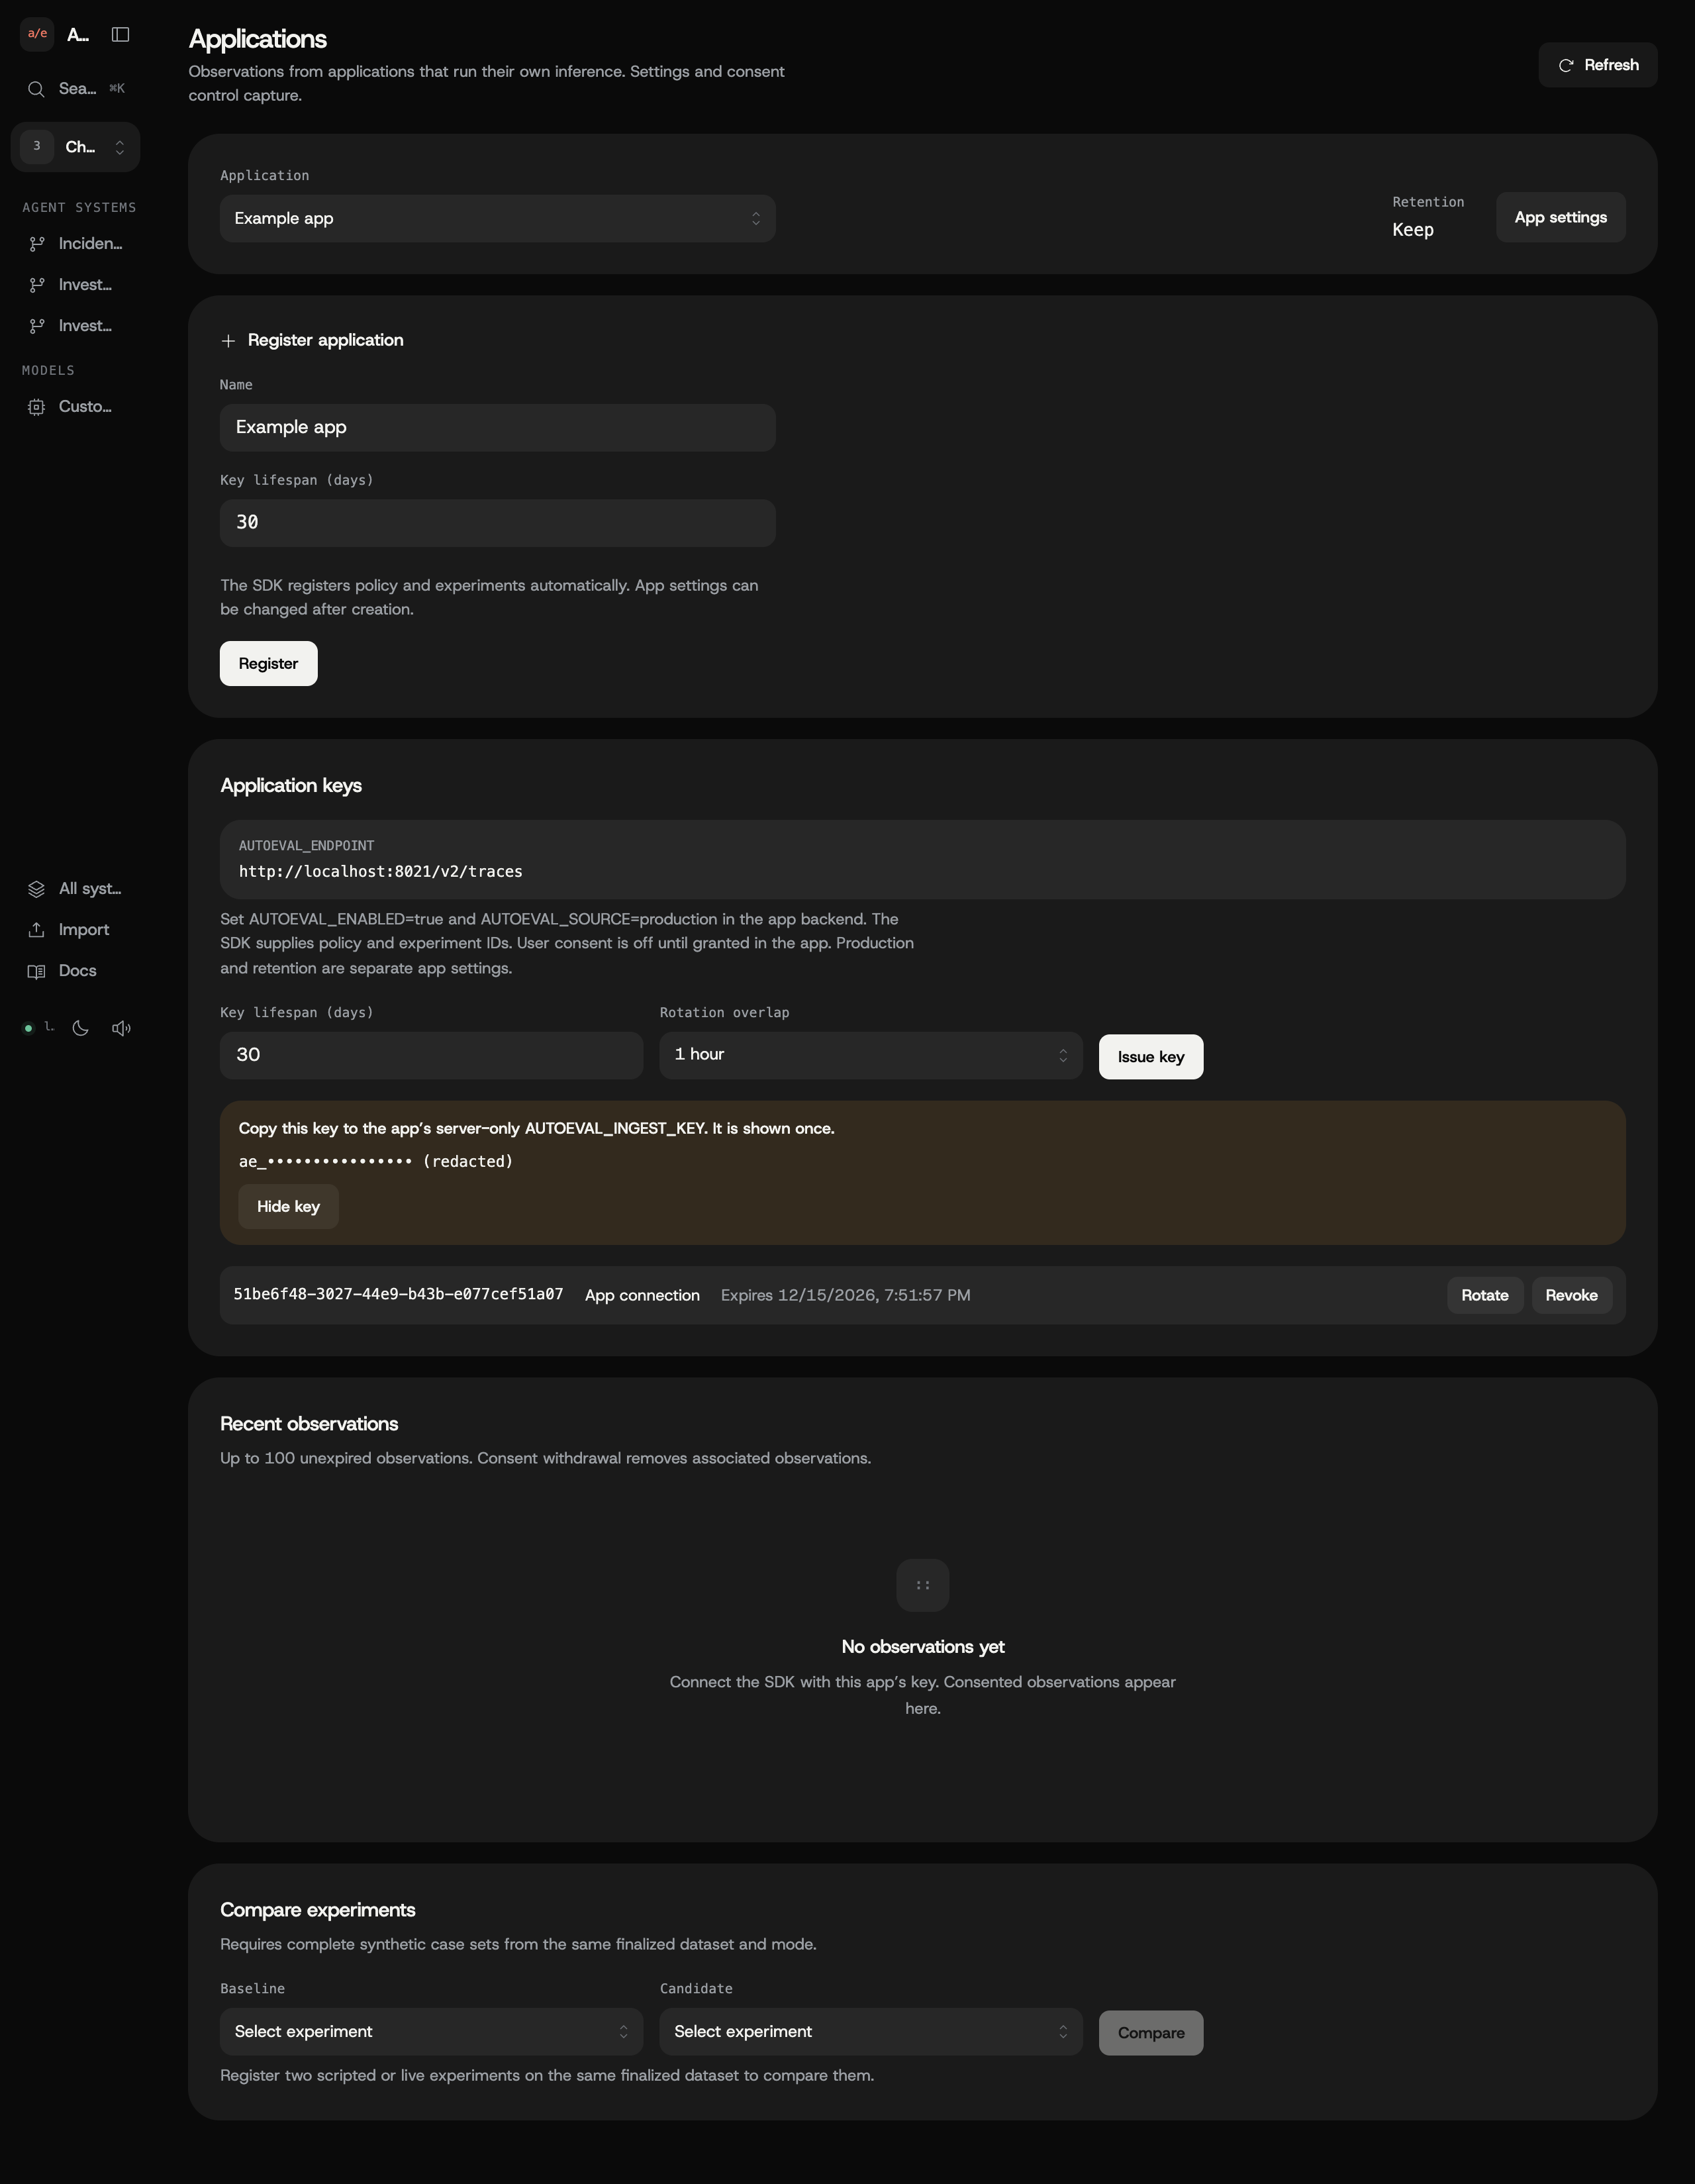 a/e
A...
Sea...
⌘K
3
Ch...
AGENT SYSTEMS
Inciden...
Invest...
Invest...
MODELS
Custo...
All syst...
Import
Docs
l.
Applications
Observations from applications that run their own inference. Settings and consent
control capture.
Refresh
Application
Example app
Retention
Keep
App settings
Register application
Name
Example app
Key lifespan (days)
30
The SDK registers policy and experiments automatically. App settings can
be changed after creation.
Register
Application keys
AUTOEVAL_ENDPOINT
http://localhost:8021/v2/traces
Set AUTOEVAL_ENABLED=true and AUTOEVAL_SOURCE=production in the app backend. The
SDK supplies policy and experiment IDs. User consent is off until granted in the app. Production
and retention are separate app settings.
Key lifespan (days)
Rotation overlap
30
1 hour
Issue key
Copy this key to the app’s server-only AUTOEVAL_INGEST_KEY. It is shown once.
ae_•••••••••••••••• (redacted)
Hide key
51be6f48-3027-44e9-b43b-e077cef51a07 App connection Expires 12/15/2026, 7:51:57 PM
Rotate
Revoke
Recent observations
Up to 100 unexpired observations. Consent withdrawal removes associated observations.
No observations yet
Connect the SDK with this app’s key. Consented observations appear
here.
Compare experiments
Requires complete synthetic case sets from the same finalized dataset and mode.
Baseline
Candidate
Select experiment
Select experiment
Compare
Register two scripted or live experiments on the same finalized dataset to compare them.